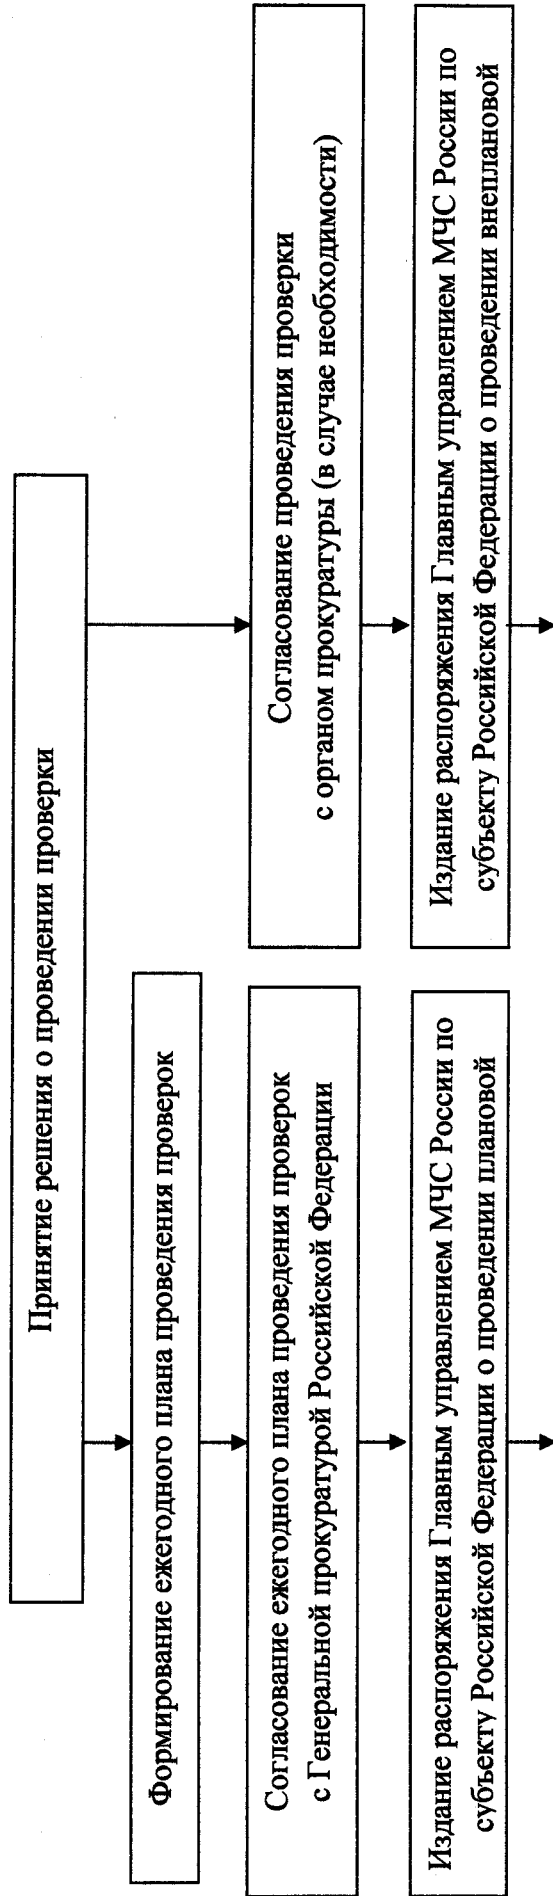 Принятие решения о проведении проверки
Формирование ежегодного плана проведения проверок
Согласование ежегодного плана проведения проверок
с Генеральной прокуратурой Российской Федерации
Издание распоряжения Главным управлением МЧС России по
субъекту Российской Федерации о проведении плановой
Согласование проведения проверки
с органом прокуратуры (в случае необходимости)
Издание распоряжения Главным управлением МЧС России по
субъекту Российской Федерации о проведении внеплановой